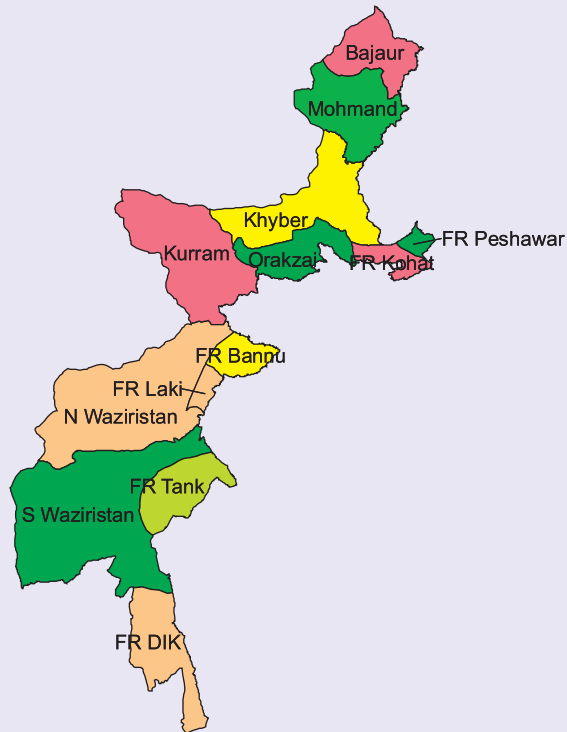 Bajaur
Mohmand
Khyber
FR Peshawar
Kurram
Orakzai
FR Kohat
FR Bannu
FR Laki
N Waziristan
FR Tank
S Waziristan
FR DIK